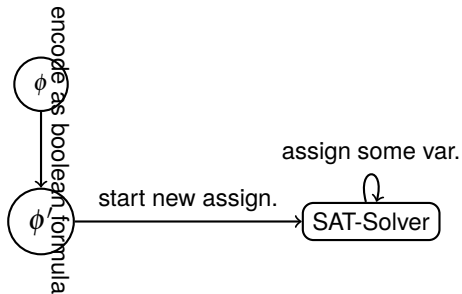 encode as boolean formula
ϕ
assign some var.
start new assign.
ϕ′
SAT-Solver